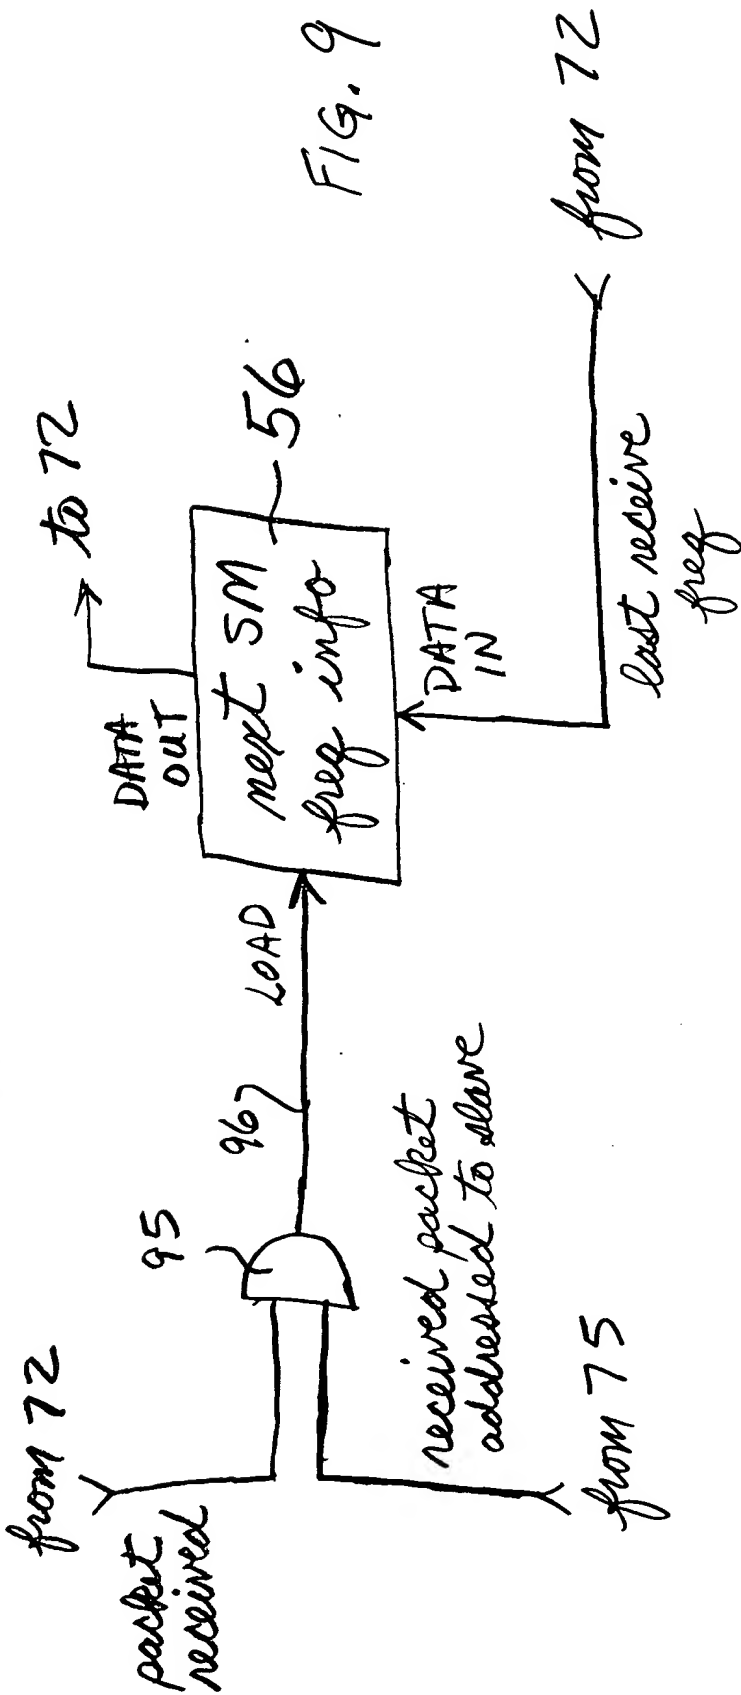 from 72
packet
received
95
96
LOAD
received packet
addressed to slave
from 75
DATA
OUT
to 72
next SM
freq info
56
DATA
IN
last receive
freq
from 72
FIG. 9